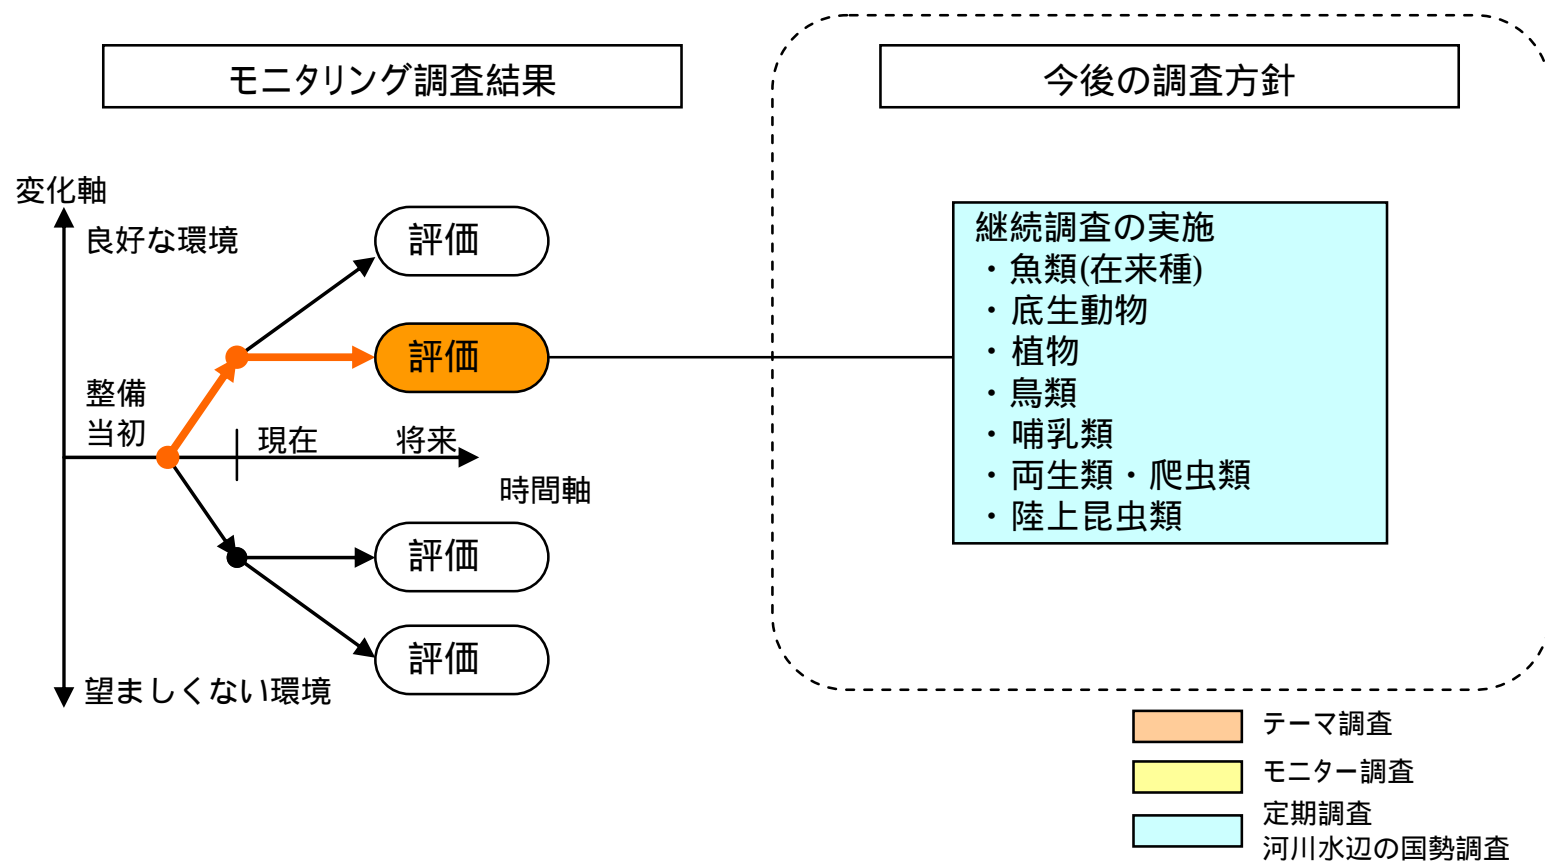 モニタリング調査結果
今後の調査方針
変化軸
良好な環境
評価
評価
整備
当初
現在
将来
時間軸
評価
評価
望ましくない環境
継続調査の実施
・魚類(在来種)
・底生動物
・植物
・鳥類
・哺乳類
・両生類・爬虫類
・陸上昆虫類
テーマ調査
モニター調査
定期調査
河川水辺の国勢調査